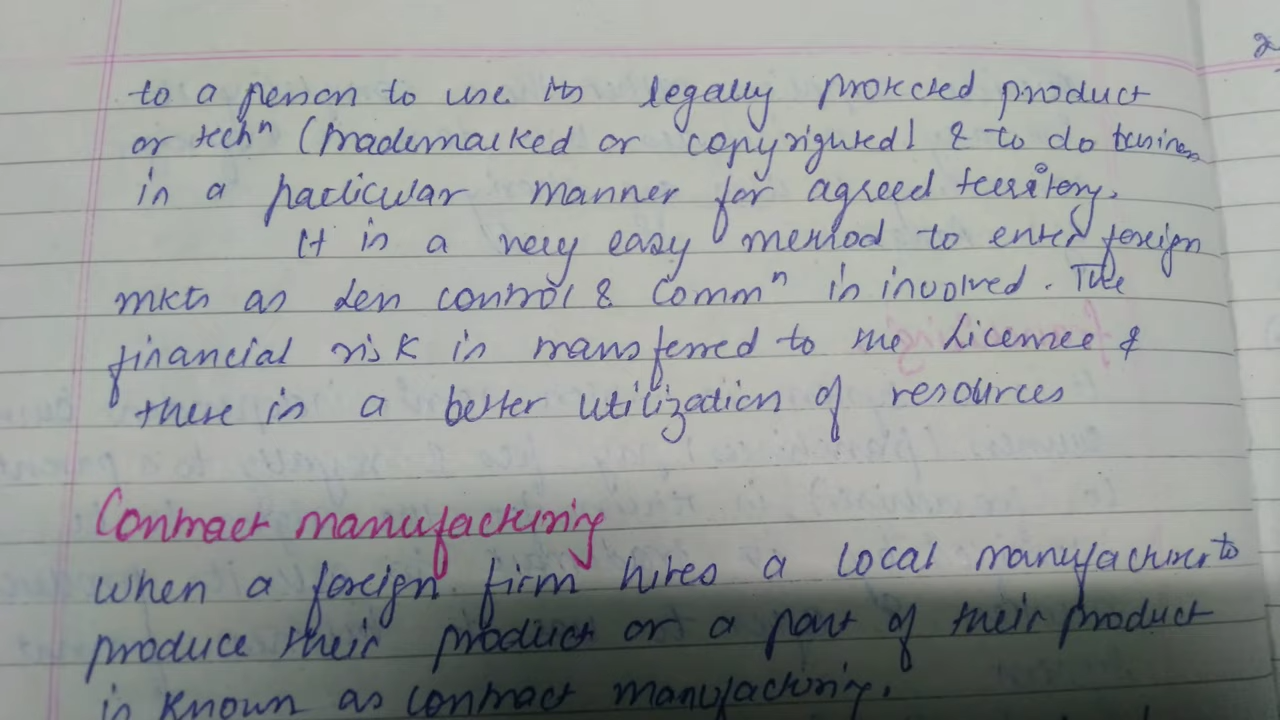 to a person to use its legally protected product
or techⁿ (trademarked or copyrighted) & to do business
in a particular manner for agreed territory.
It is a very easy method to enter foreign
mkts as less control & Commⁿ is involved. The
financial risk is transferred to the Licensee &
there is a better utilization of resources
Contract manufacturing
when a foreign firm hires a local manufacturer to
produce their product or a part of their product
is known as contract manufacturing.